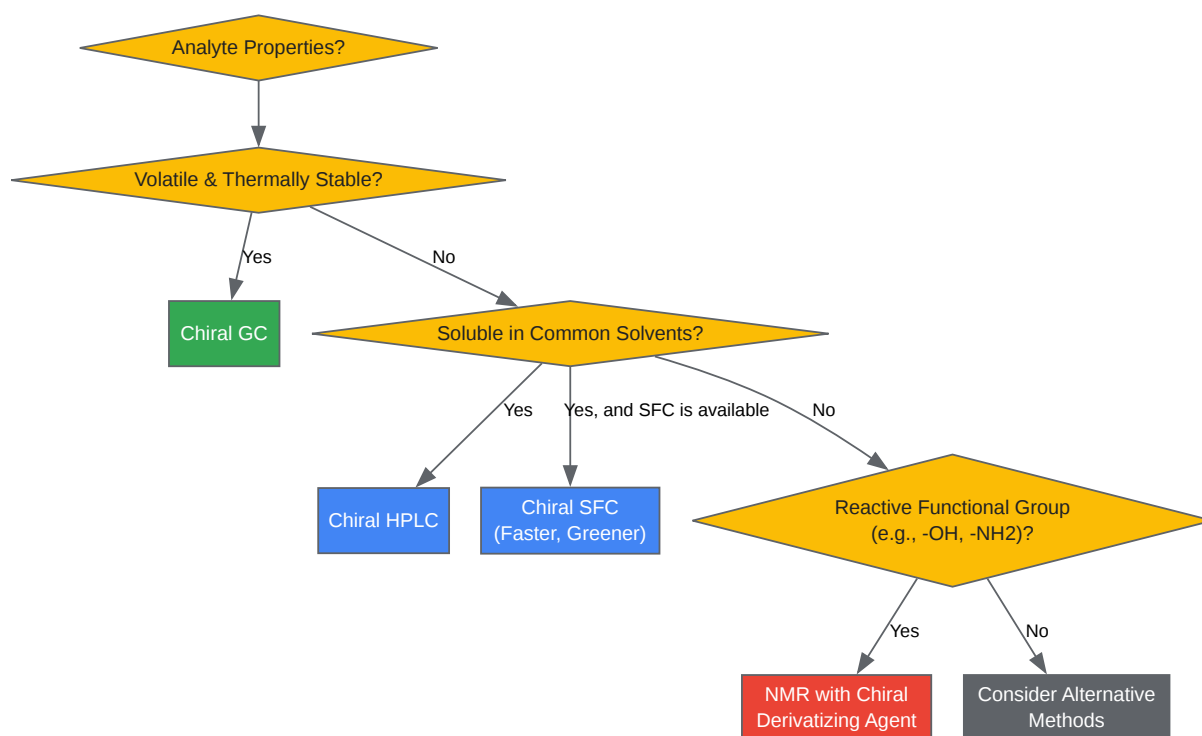 Analyte Properties?
Volatile & Thermally Stable?
Yes
No
Chiral GC
Soluble in Common Solvents?
Yes
Yes, and SFC is available
No
Chiral HPLC
Chiral SFC
(Faster, Greener)
Reactive Functional Group
(e.g., -OH, -NH2)?
Yes
No
NMR with Chiral
Derivatizing Agent
Consider Alternative
Methods